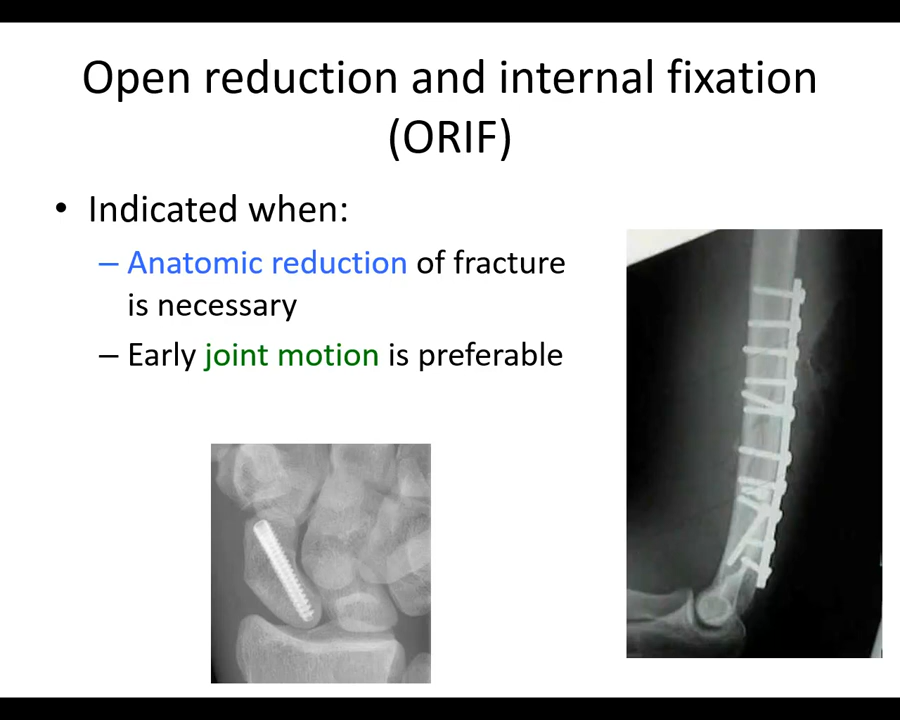 Open reduction and internal fixation
(ORIF)
• Indicated when:
– Anatomic reduction of fracture
is necessary
– Early joint motion is preferable